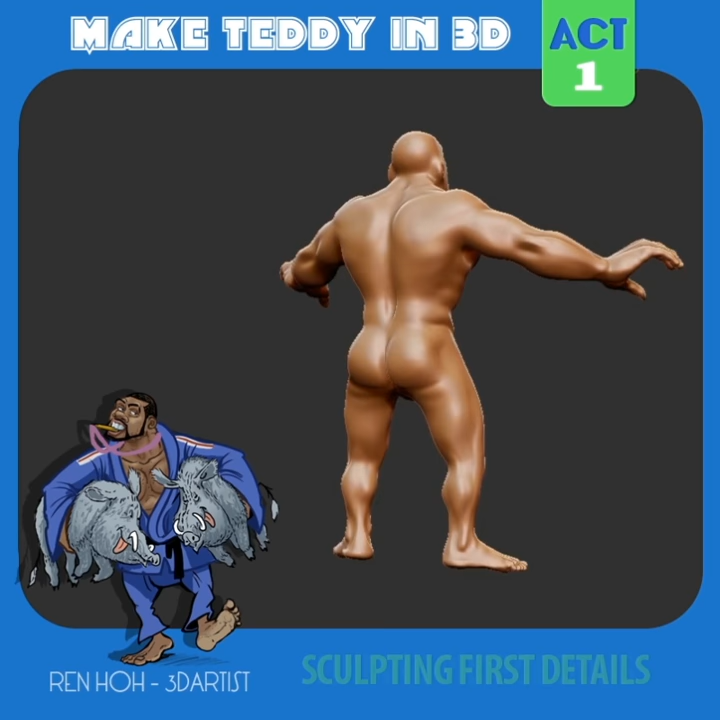 MAKE TEDDY IN 3D
ACT
1
REN HOH - 3DARTIST
SCULPTING FIRST DETAILS